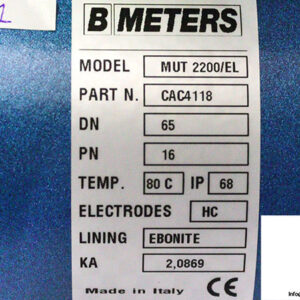 B METERS
MODEL MUT 2200/EL
PART N. CAC4118
DN 65
PN 16
TEMP. 80 C IP 68
ELECTRODES HC
LINING EBONITE
KA 2,0869
Made in Italy CE